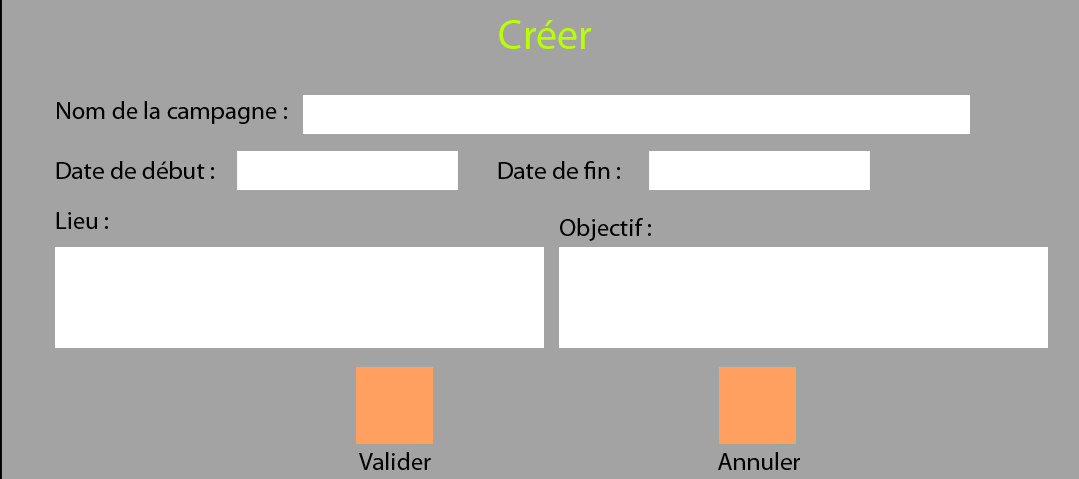 Créer
Nom de la campagne :
Date de début : Date de fin :
Lieu : Objectif :
Valider Annuler